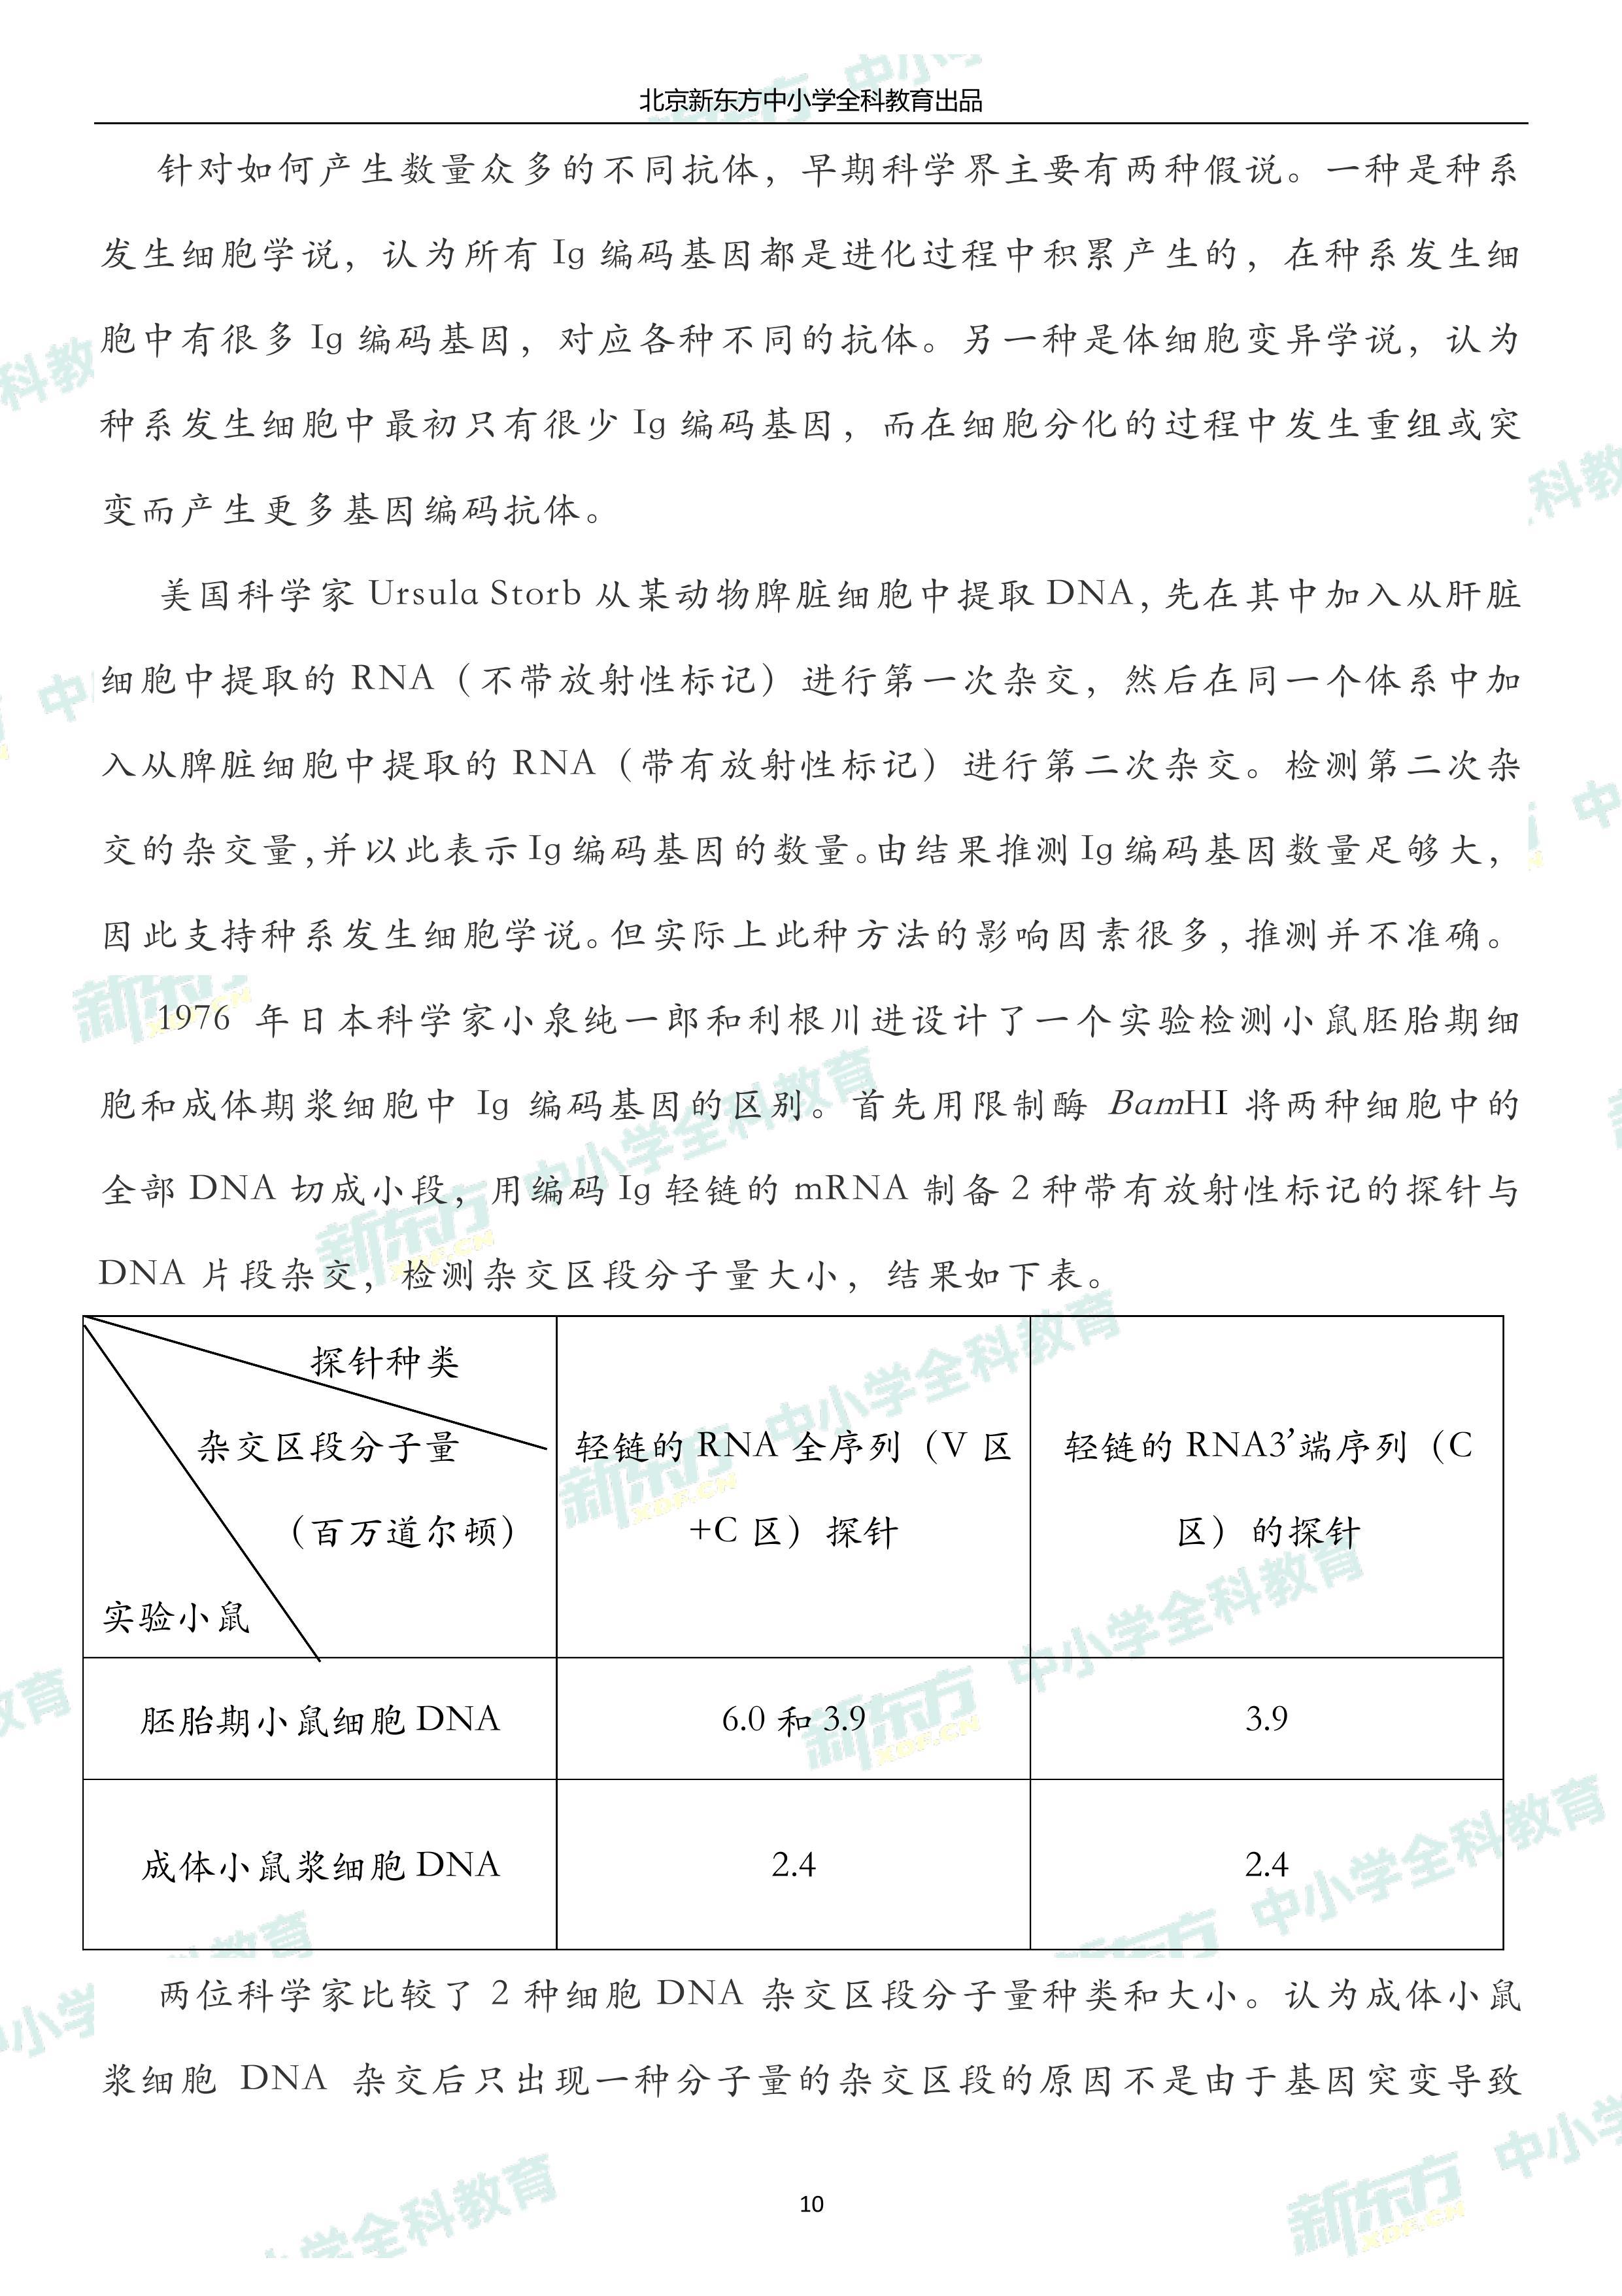 北京新东方中小学全科教育出品
针对如何产生数量众多的不同抗体，早期科学界主要有两种假说。一种是种系
发生细胞学说，认为所有 Ig 编码基因都是进化过程中积累产生的，在种系发生细
胞中有很多 Ig 编码基因，对应各种不同的抗体。另一种是体细胞变异学说，认为
种系发生细胞中最初只有很少 Ig 编码基因，而在细胞分化的过程中发生重组或突
变而产生更多基因编码抗体。
美国科学家 Ursula Storb 从某动物脾脏细胞中提取 DNA，先在其中加入从肝脏
细胞中提取的 RNA（不带放射性标记）进行第一次杂交，然后在同一个体系中加
入从脾脏细胞中提取的 RNA（带有放射性标记）进行第二次杂交。检测第二次杂
交的杂交量，并以此表示 Ig 编码基因的数量。由结果推测 Ig 编码基因数量足够大，
因此支持种系发生细胞学说。但实际上此种方法的影响因素很多，推测并不准确。
1976 年日本科学家小泉纯一郎和利根川进设计了一个实验检测小鼠胚胎期细
胞和成体期浆细胞中 Ig 编码基因的区别。首先用限制酶 BamHI 将两种细胞中的
全部 DNA 切成小段，用编码 Ig 轻链的 mRNA 制备 2 种带有放射性标记的探针与
DNA 片段杂交，检测杂交区段分子量大小，结果如下表。
探针种类
杂交区段分子量
（百万道尔顿）
实验小鼠
轻链的 RNA 全序列（V 区
+C 区）探针
轻链的 RNA3’端序列（C
区）的探针
胚胎期小鼠细胞 DNA
6.0 和 3.9
3.9
成体小鼠浆细胞 DNA
2.4
2.4
两位科学家比较了 2 种细胞 DNA 杂交区段分子量种类和大小。认为成体小鼠
浆细胞 DNA 杂交后只出现一种分子量的杂交区段的原因不是由于基因突变导致
10
新东方 XDF.CN 中小学全科教育